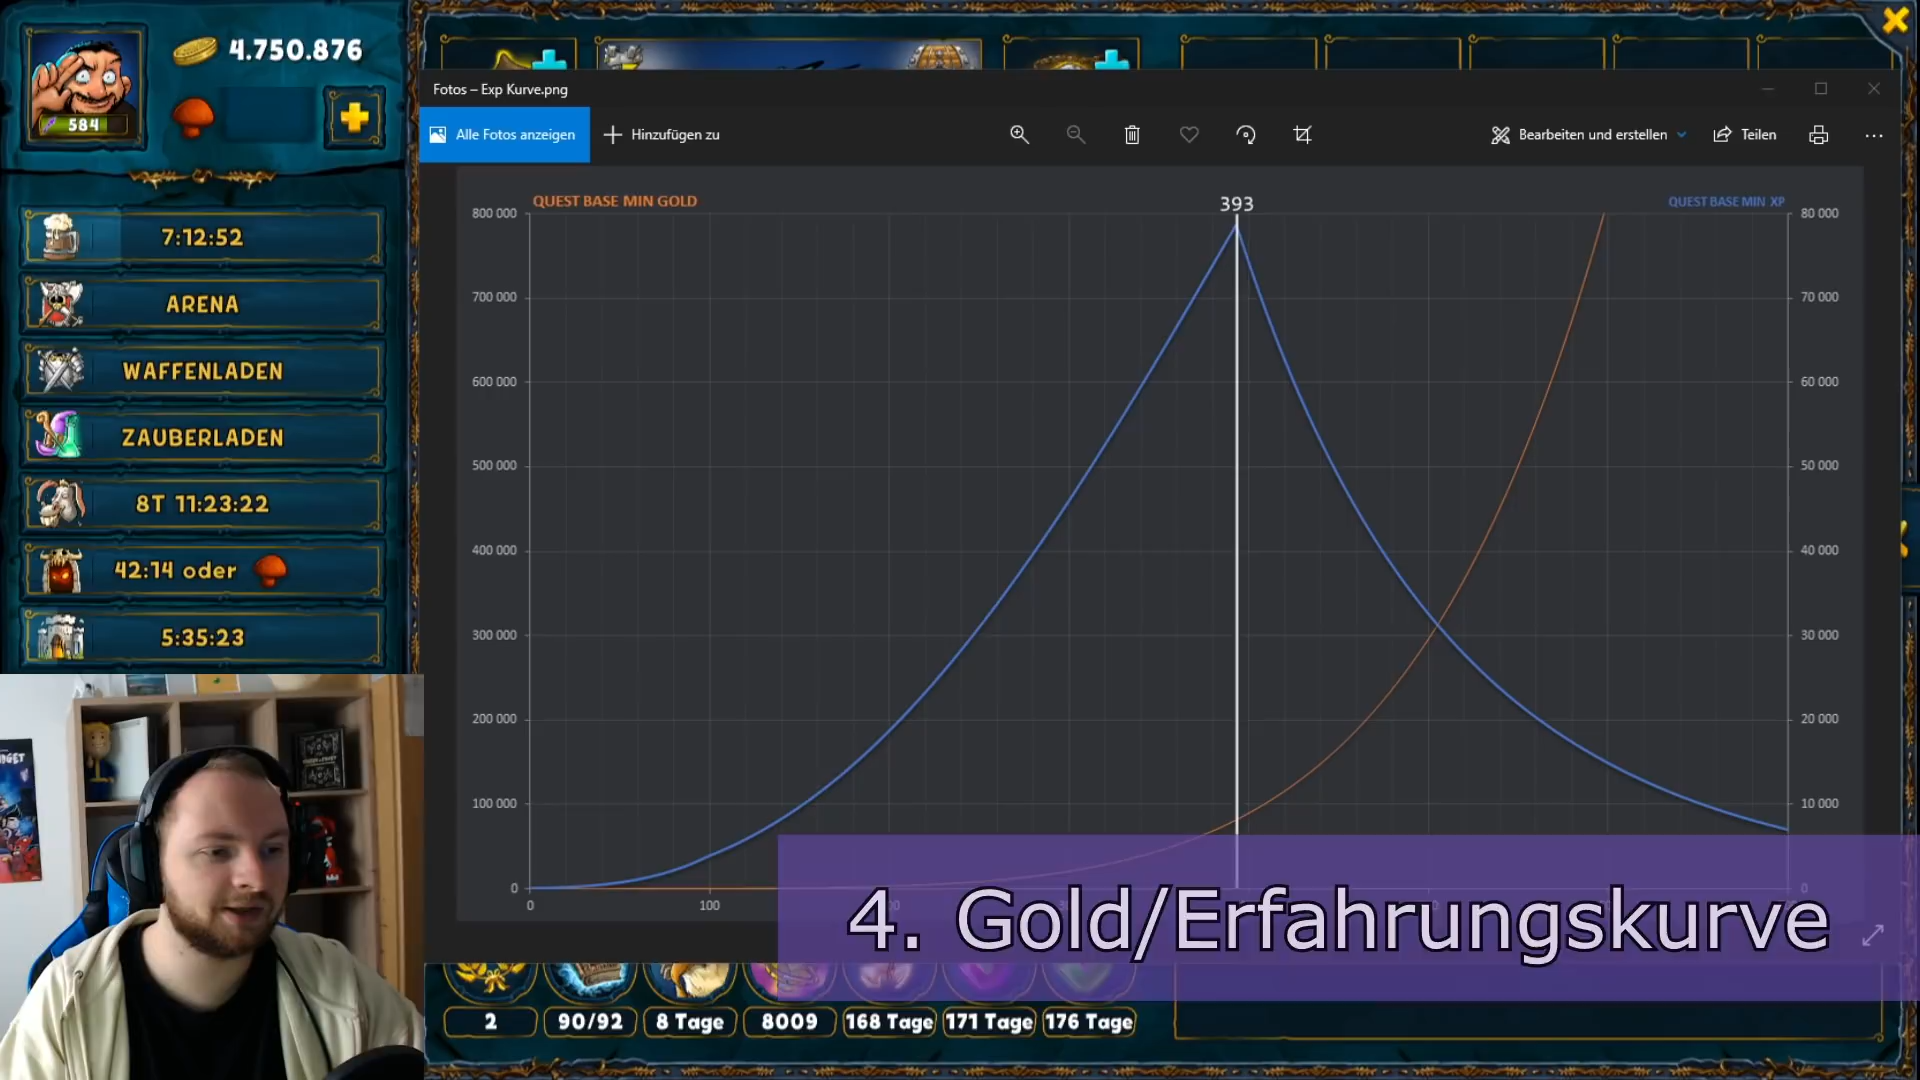 4.750.876
584
7:12:52
ARENA
WAFFENLADEN
ZAUBERLADEN
8T 11:23:22
42:14 oder
5:35:23
Fotos – Exp Kurve.png
Alle Fotos anzeigen
Hinzufügen zu
Bearbeiten und erstellen
Teilen
QUEST BASE MIN GOLD
393
QUEST BASE MIN XP
800 000
80 000
700 000
70 000
600 000
60 000
500 000
50 000
400 000
40 000
300 000
30 000
200 000
20 000
100 000
10 000
0
0
0
100
4. Gold/Erfahrungskurve
2
90/92
8 Tage
8009
168 Tage
171 Tage
176 Tage